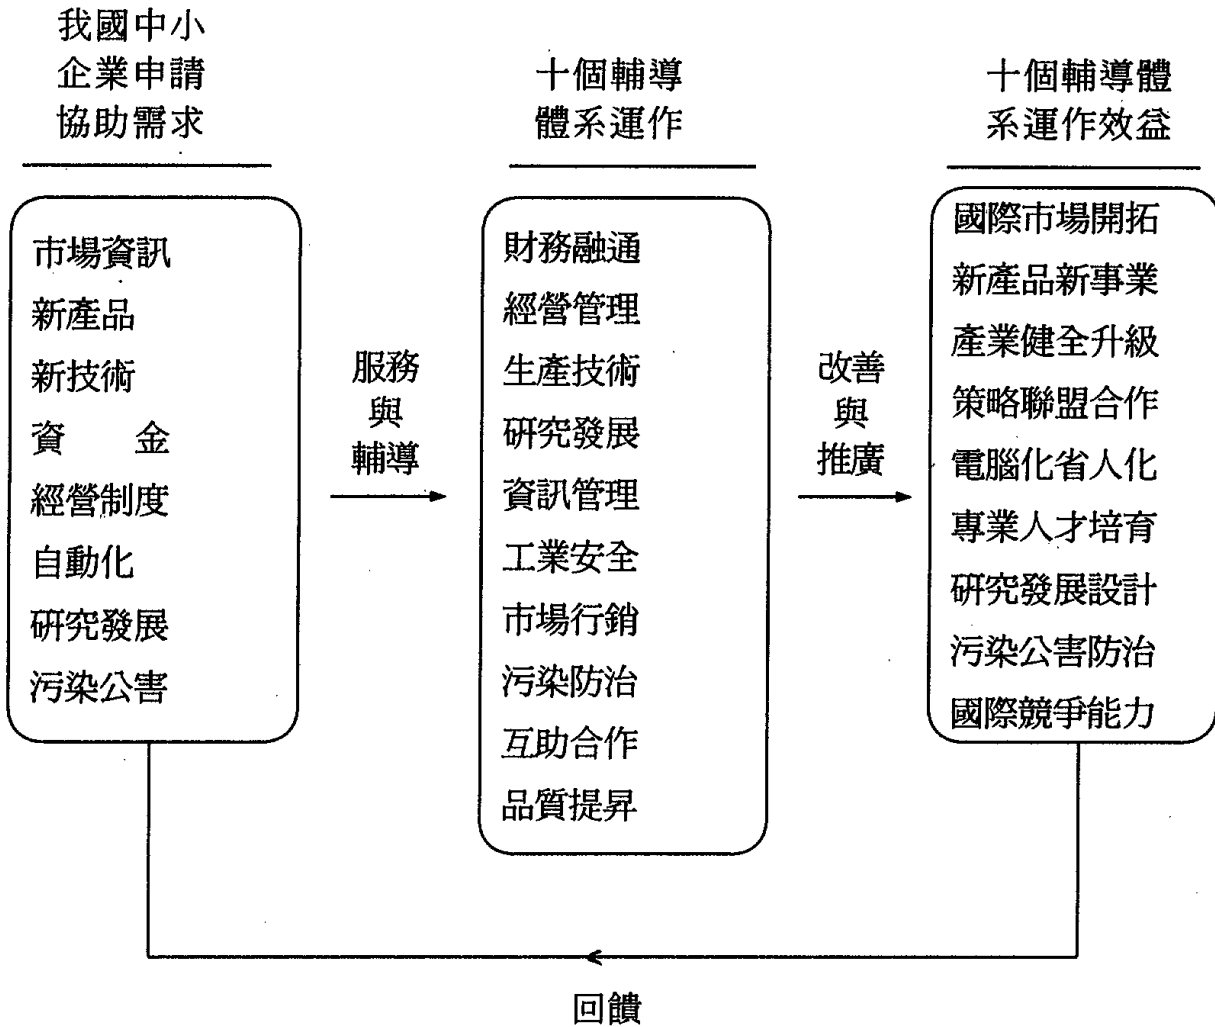 我國中小
企業申請
協助需求
市場資訊
新產品
新技術
資 金
經營制度
自動化
研究發展
污染公害
服務
與
輔導
十個輔導
體系運作
財務融通
經營管理
生產技術
研究發展
資訊管理
工業安全
市場行銷
污染防治
互助合作
品質提昇
改善
與
推廣
十個輔導體
系運作效益
國際市場開拓
新產品新事業
產業健全升級
策略聯盟合作
電腦化省人化
專業人才培育
研究發展設計
污染公害防治
國際競爭能力
回饋